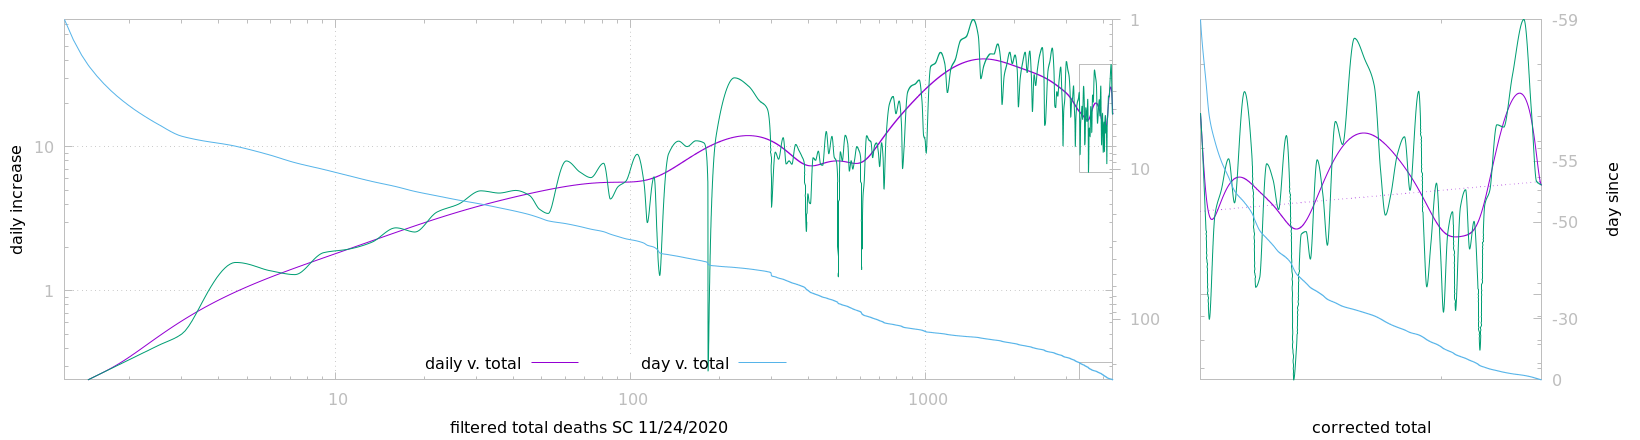 daily increase
10
1
daily v. total
day v. total
10
100
1000
filtered total deaths SC 11/24/2020
1
10
100
-59
-55
-50
-30
0
day since
corrected total